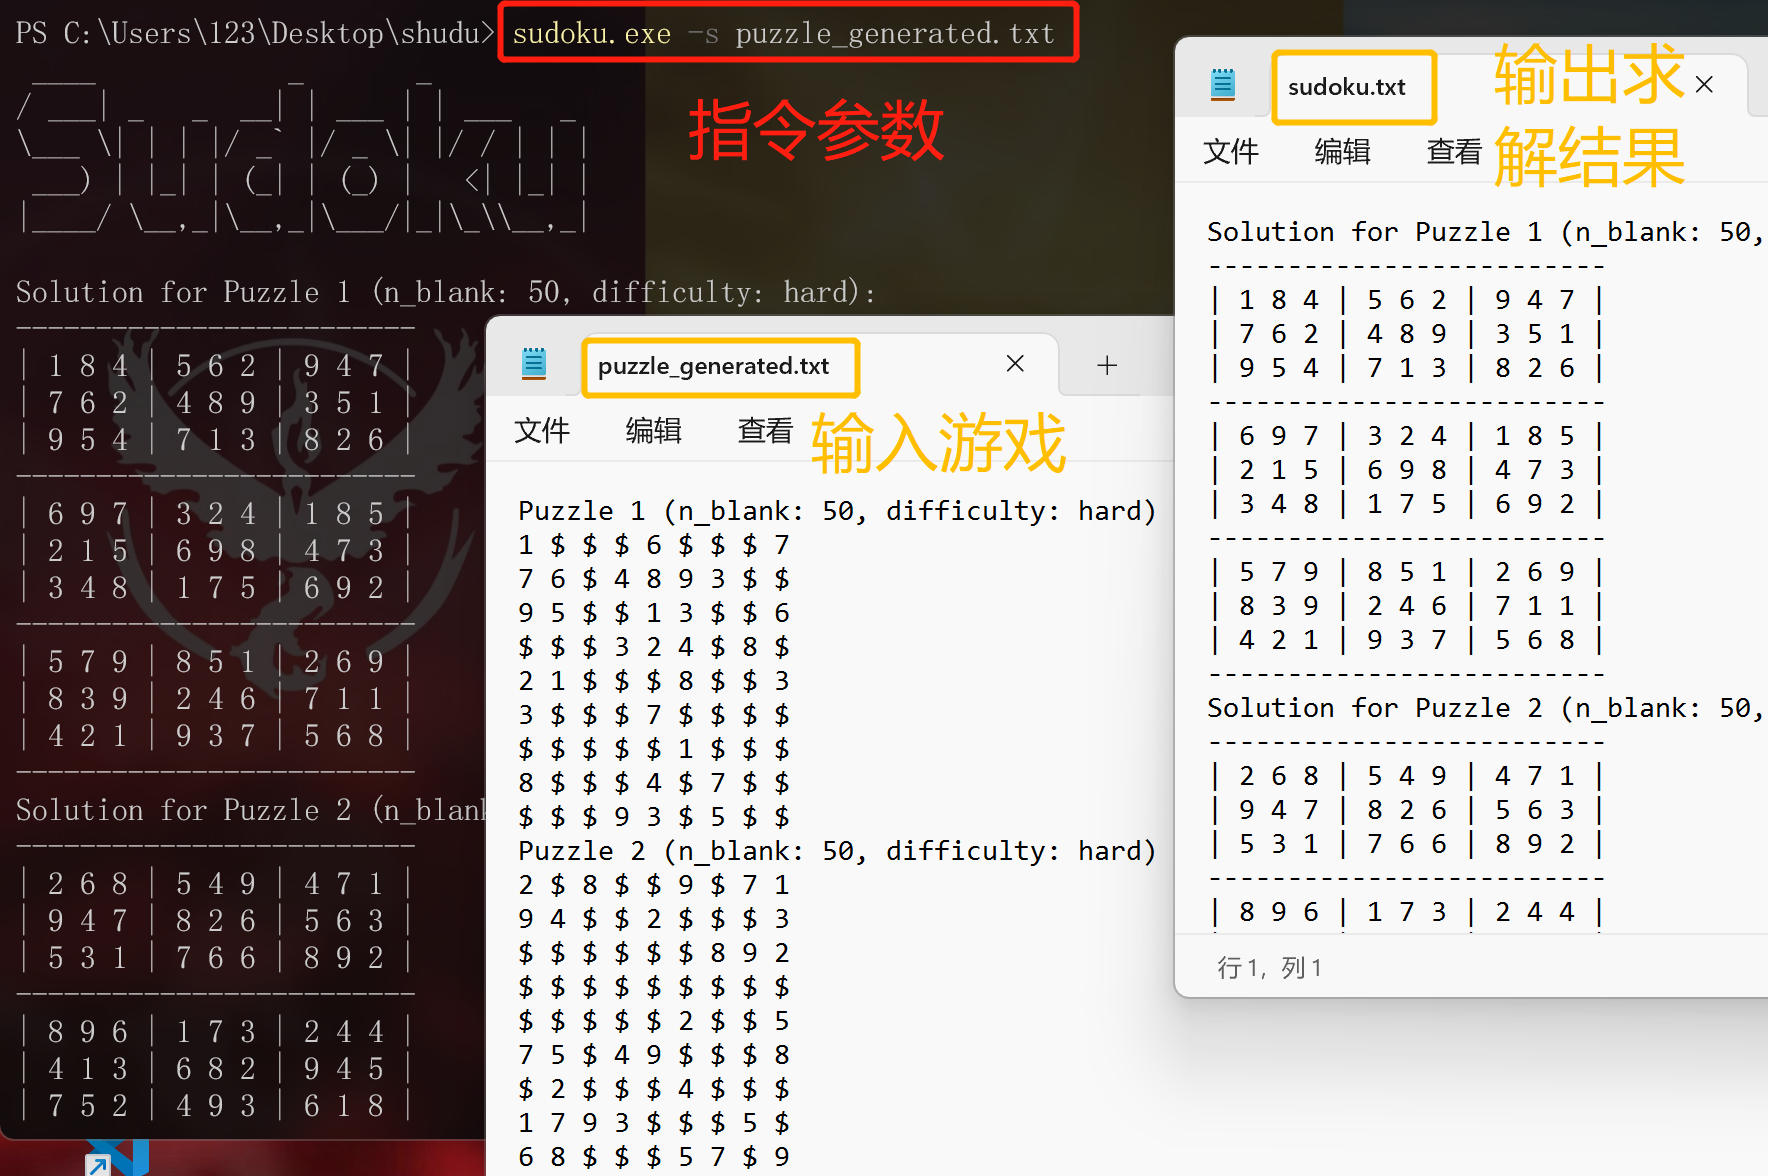 PS C:\Users\123\Desktop\shudu> sudoku.exe -s puzzle_generated.txt
指令参数
Sudoku
Solution for Puzzle 1 (n_blank: 50, difficulty: hard):
-------------------------
| 1 8 4 | 5 6 2 | 9 4 7 |
| 7 6 2 | 4 8 9 | 3 5 1 |
| 9 5 4 | 7 1 3 | 8 2 6 |
-------------------------
| 6 9 7 | 3 2 4 | 1 8 5 |
| 2 1 5 | 6 9 8 | 4 7 3 |
| 3 4 8 | 1 7 5 | 6 9 2 |
-------------------------
| 5 7 9 | 8 5 1 | 2 6 9 |
| 8 3 9 | 2 4 6 | 7 1 1 |
| 4 2 1 | 9 3 7 | 5 6 8 |
-------------------------
Solution for Puzzle 2 (n_blank
-------------------------
| 2 6 8 | 5 4 9 | 4 7 1 |
| 9 4 7 | 8 2 6 | 5 6 3 |
| 5 3 1 | 7 6 6 | 8 9 2 |
-------------------------
| 8 9 6 | 1 7 3 | 2 4 4 |
| 4 1 3 | 6 8 2 | 9 4 5 |
| 7 5 2 | 4 9 3 | 6 1 8 |
puzzle_generated.txt
文件 编辑 查看
输入游戏
Puzzle 1 (n_blank: 50, difficulty: hard)
1 $ $ $ 6 $ $ $ 7
7 6 $ 4 8 9 3 $ $
9 5 $ $ 1 3 $ $ 6
$ $ $ 3 2 4 $ 8 $
2 1 $ $ $ 8 $ $ 3
3 $ $ $ 7 $ $ $ $
$ $ $ $ $ 1 $ $ $
8 $ $ $ 4 $ 7 $ $
$ $ $ 9 3 $ 5 $ $
Puzzle 2 (n_blank: 50, difficulty: hard)
2 $ 8 $ $ 9 $ 7 1
9 4 $ $ 2 $ $ $ 3
$ $ $ $ $ $ 8 9 2
$ $ $ $ $ $ $ $ $
$ $ $ $ $ 2 $ $ 5
7 5 $ 4 9 $ $ $ 8
$ 2 $ $ $ 4 $ $ $
1 7 9 3 $ $ $ 5 $
6 8 $ $ $ 5 7 $ 9
sudoku.txt
输出求
解结果
文件 编辑 查看
Solution for Puzzle 1 (n_blank: 50,
-------------------------
| 1 8 4 | 5 6 2 | 9 4 7 |
| 7 6 2 | 4 8 9 | 3 5 1 |
| 9 5 4 | 7 1 3 | 8 2 6 |
-------------------------
| 6 9 7 | 3 2 4 | 1 8 5 |
| 2 1 5 | 6 9 8 | 4 7 3 |
| 3 4 8 | 1 7 5 | 6 9 2 |
-------------------------
| 5 7 9 | 8 5 1 | 2 6 9 |
| 8 3 9 | 2 4 6 | 7 1 1 |
| 4 2 1 | 9 3 7 | 5 6 8 |
-------------------------
Solution for Puzzle 2 (n_blank: 50,
-------------------------
| 2 6 8 | 5 4 9 | 4 7 1 |
| 9 4 7 | 8 2 6 | 5 6 3 |
| 5 3 1 | 7 6 6 | 8 9 2 |
-------------------------
| 8 9 6 | 1 7 3 | 2 4 4 |
行 1, 列 1